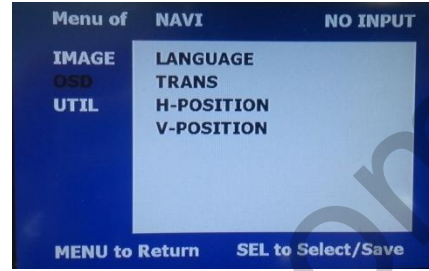 Menu of NAVI NO INPUT
IMAGE LANGUAGE
OSD TRANS
UTIL H-POSITION
V-POSITION
MENU to Return SEL to Select/Save